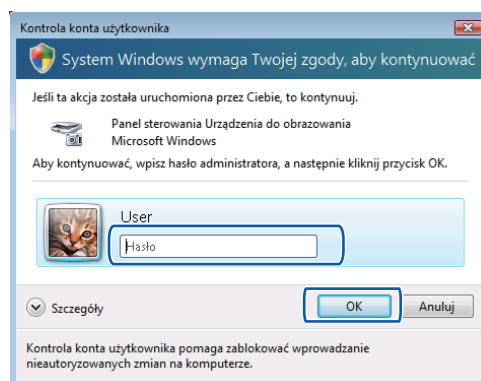 Kontrola konta użytkownika
System Windows wymaga Twojej zgody, aby kontynuować
Jeśli ta akcja została uruchomiona przez Ciebie, to kontynuuj.
Panel sterowania Urządzenia do obrazowania
Microsoft Windows
Aby kontynuować, wpisz hasło administratora, a następnie kliknij przycisk OK.
User
Hasło
Szczegóły
OK
Anuluj
Kontrola konta użytkownika pomaga zablokować wprowadzanie
nieautoryzowanych zmian na komputerze.